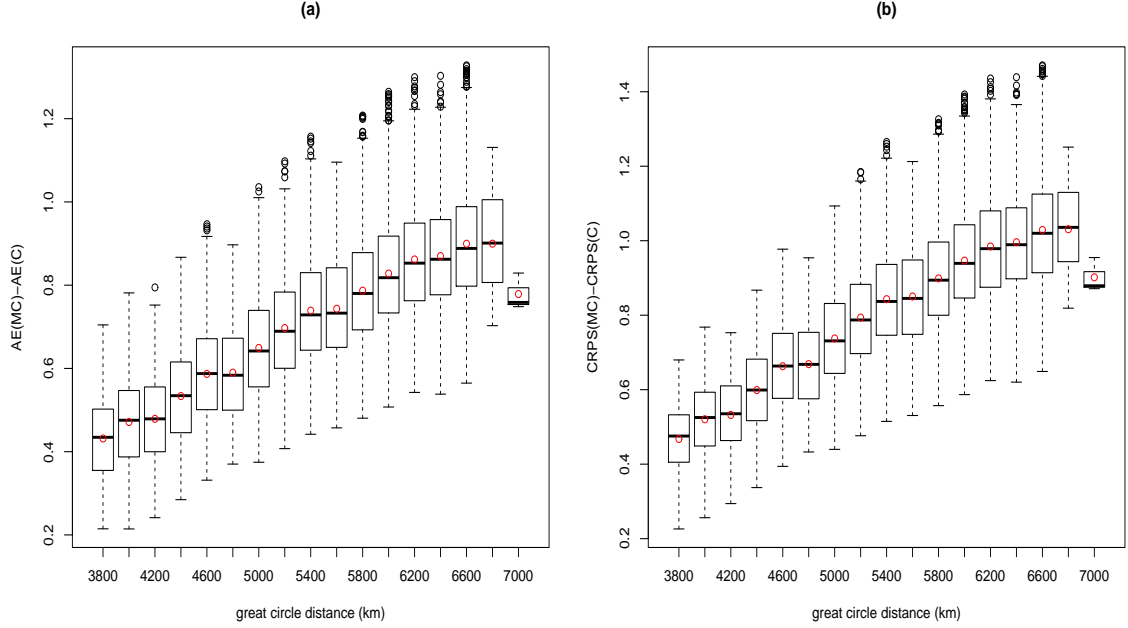 (a)
AE(MC)−AE(C)
0.2 0.4 0.6 0.8 1.0 1.2
3800 4200 4600 5000 5400 5800 6200 6600 7000
great circle distance (km)
(b)
CRPS(MC)−CRPS(C)
0.2 0.4 0.6 0.8 1.0 1.2 1.4
3800 4200 4600 5000 5400 5800 6200 6600 7000
great circle distance (km)